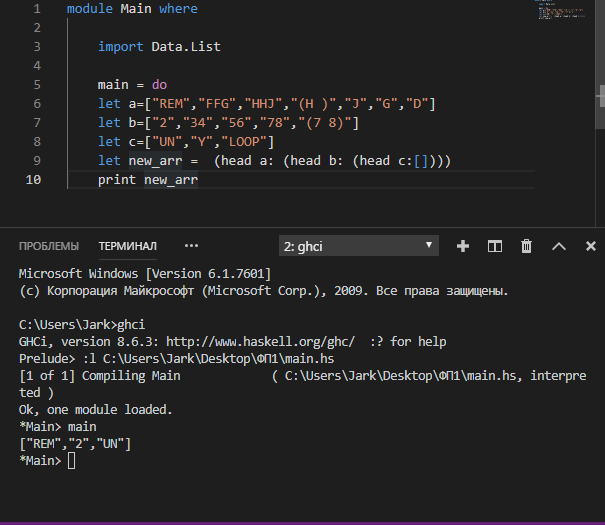 1 module Main where
2
3 import Data.List
4
5 main = do
6 let a=["REM","FFG","HHJ","(H )","J","G","D"]
7 let b=["2","34","56","78","(7 8)"]
8 let c=["UN","Y","LOOP"]
9 let new_arr =  (head a: (head b: (head c:[])))
10 print new_arr
ПРОБЛЕМЫ ТЕРМИНАЛ ••• 2: ghci
Microsoft Windows [Version 6.1.7601]
(c) Корпорация Майкрософт (Microsoft Corp.), 2009. Все права защищены.
C:\Users\Jark>ghci
GHCi, version 8.6.3: http://www.haskell.org/ghc/  :? for help
Prelude> :l C:\Users\Jark\Desktop\ФП1\main.hs
[1 of 1] Compiling Main             ( C:\Users\Jark\Desktop\ФП1\main.hs, interpre
ted )
Ok, one module loaded.
*Main> main
["REM","2","UN"]
*Main>